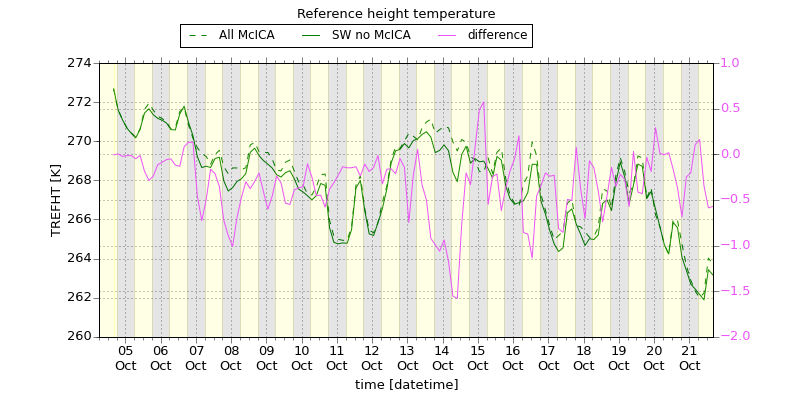 Reference height temperature
All McICA SW no McICA difference
274 1.0
272 0.5
270 0.0
268 −0.5
266
264 −1.0
262 −1.5
260 −2.0
TREFHT [K]
05 06 07 08 09 10 11 12 13 14 15 16 17 18 19 20 21
Oct Oct Oct Oct Oct Oct Oct Oct Oct Oct Oct Oct Oct Oct Oct Oct Oct
time [datetime]